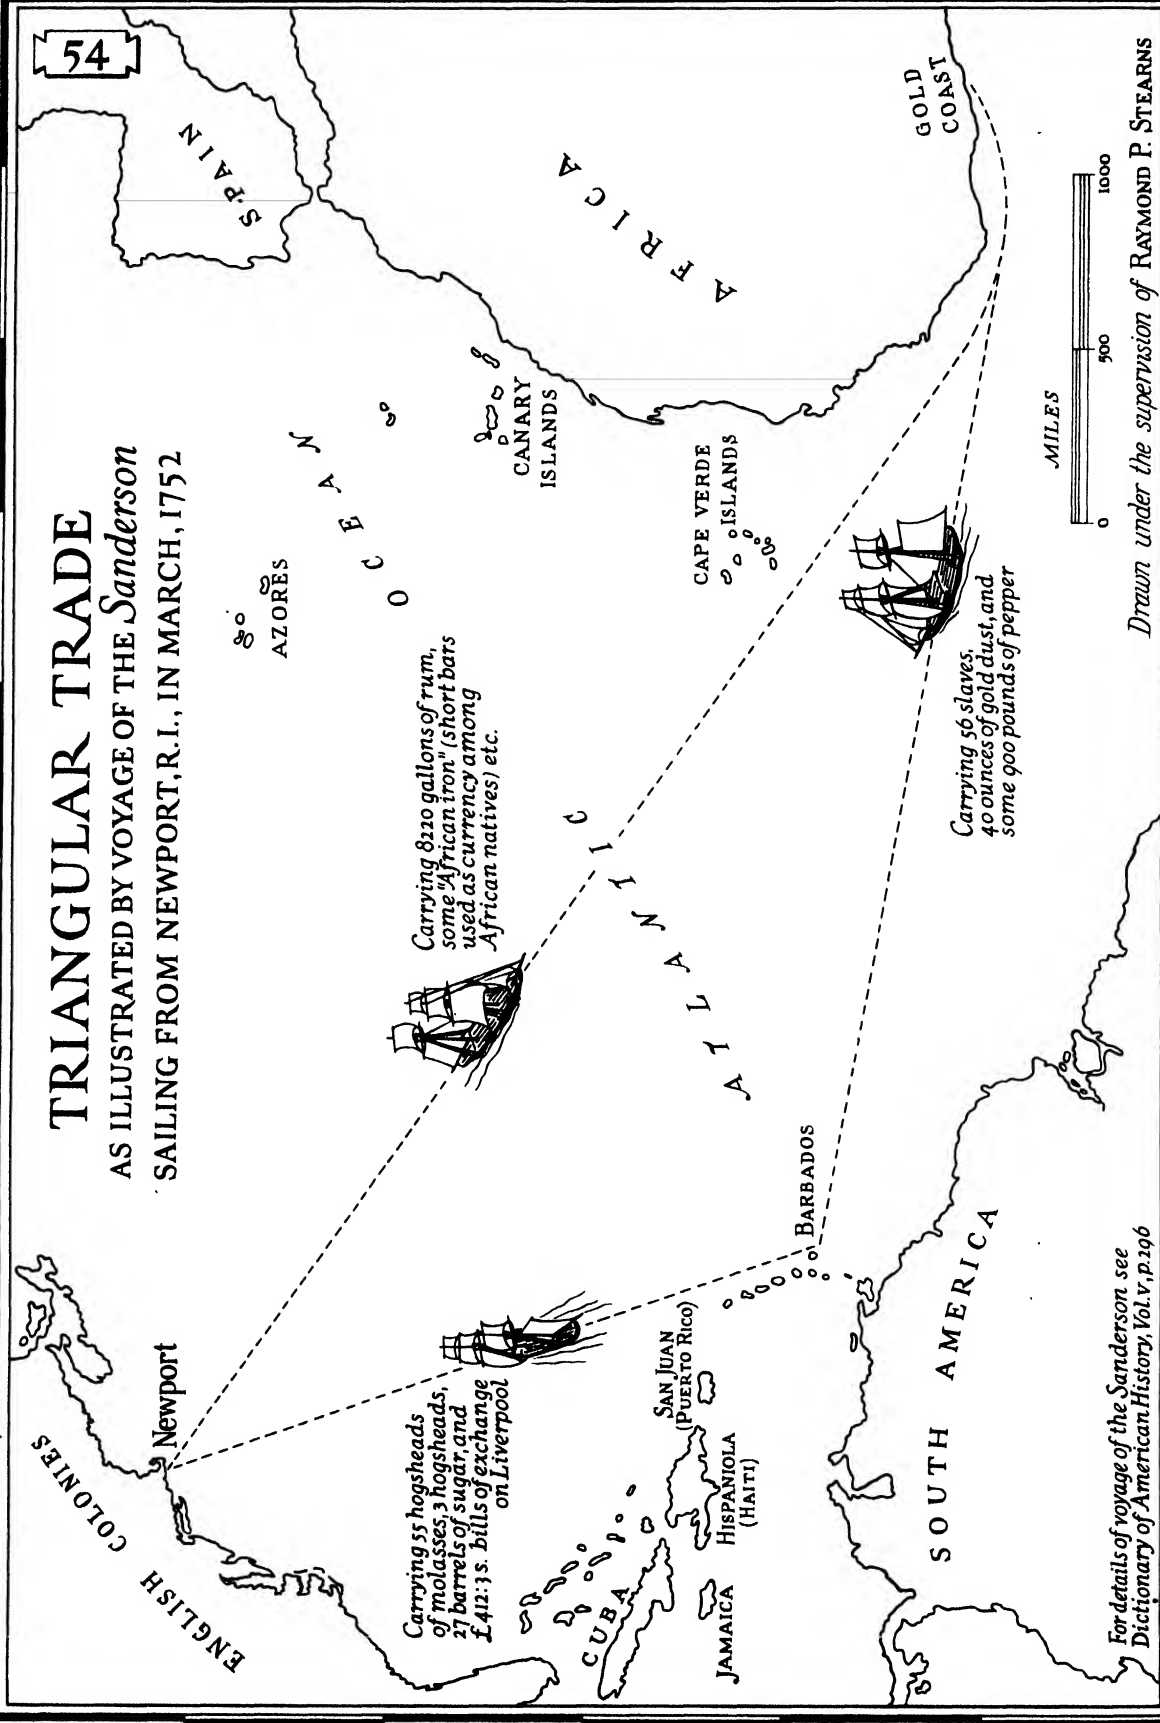 54
TRIANGULAR TRADE
AS ILLUSTRATED BY VOYAGE OF THE Sanderson
SAILING FROM NEWPORT, R.I., IN MARCH, 1752
ENGLISH COLONIES
Newport
AZORES
SPAIN
ATLANTIC OCEAN
Carrying 8220 gallons of rum,
some "African iron" (short bars
used as currency among
African natives) etc.
CANARY
ISLANDS
AFRICA
Carrying 55 hogsheads
of molasses, 3 hogsheads,
27 barrels of sugar, and
£412:3s. bills of exchange
on Liverpool
CUBA
JAMAICA
HISPANIOLA
(HAITI)
SAN JUAN
(PUERTO RICO)
BARBADOS
CAPE VERDE
ISLANDS
GOLD
COAST
Carrying 56 slaves,
40 ounces of gold dust, and
some 900 pounds of pepper
SOUTH AMERICA
MILES
0 500 1000
For details of voyage of the Sanderson see
Dictionary of American History, Vol. V, p. 296
Drawn under the supervision of RAYMOND P. STEARNS